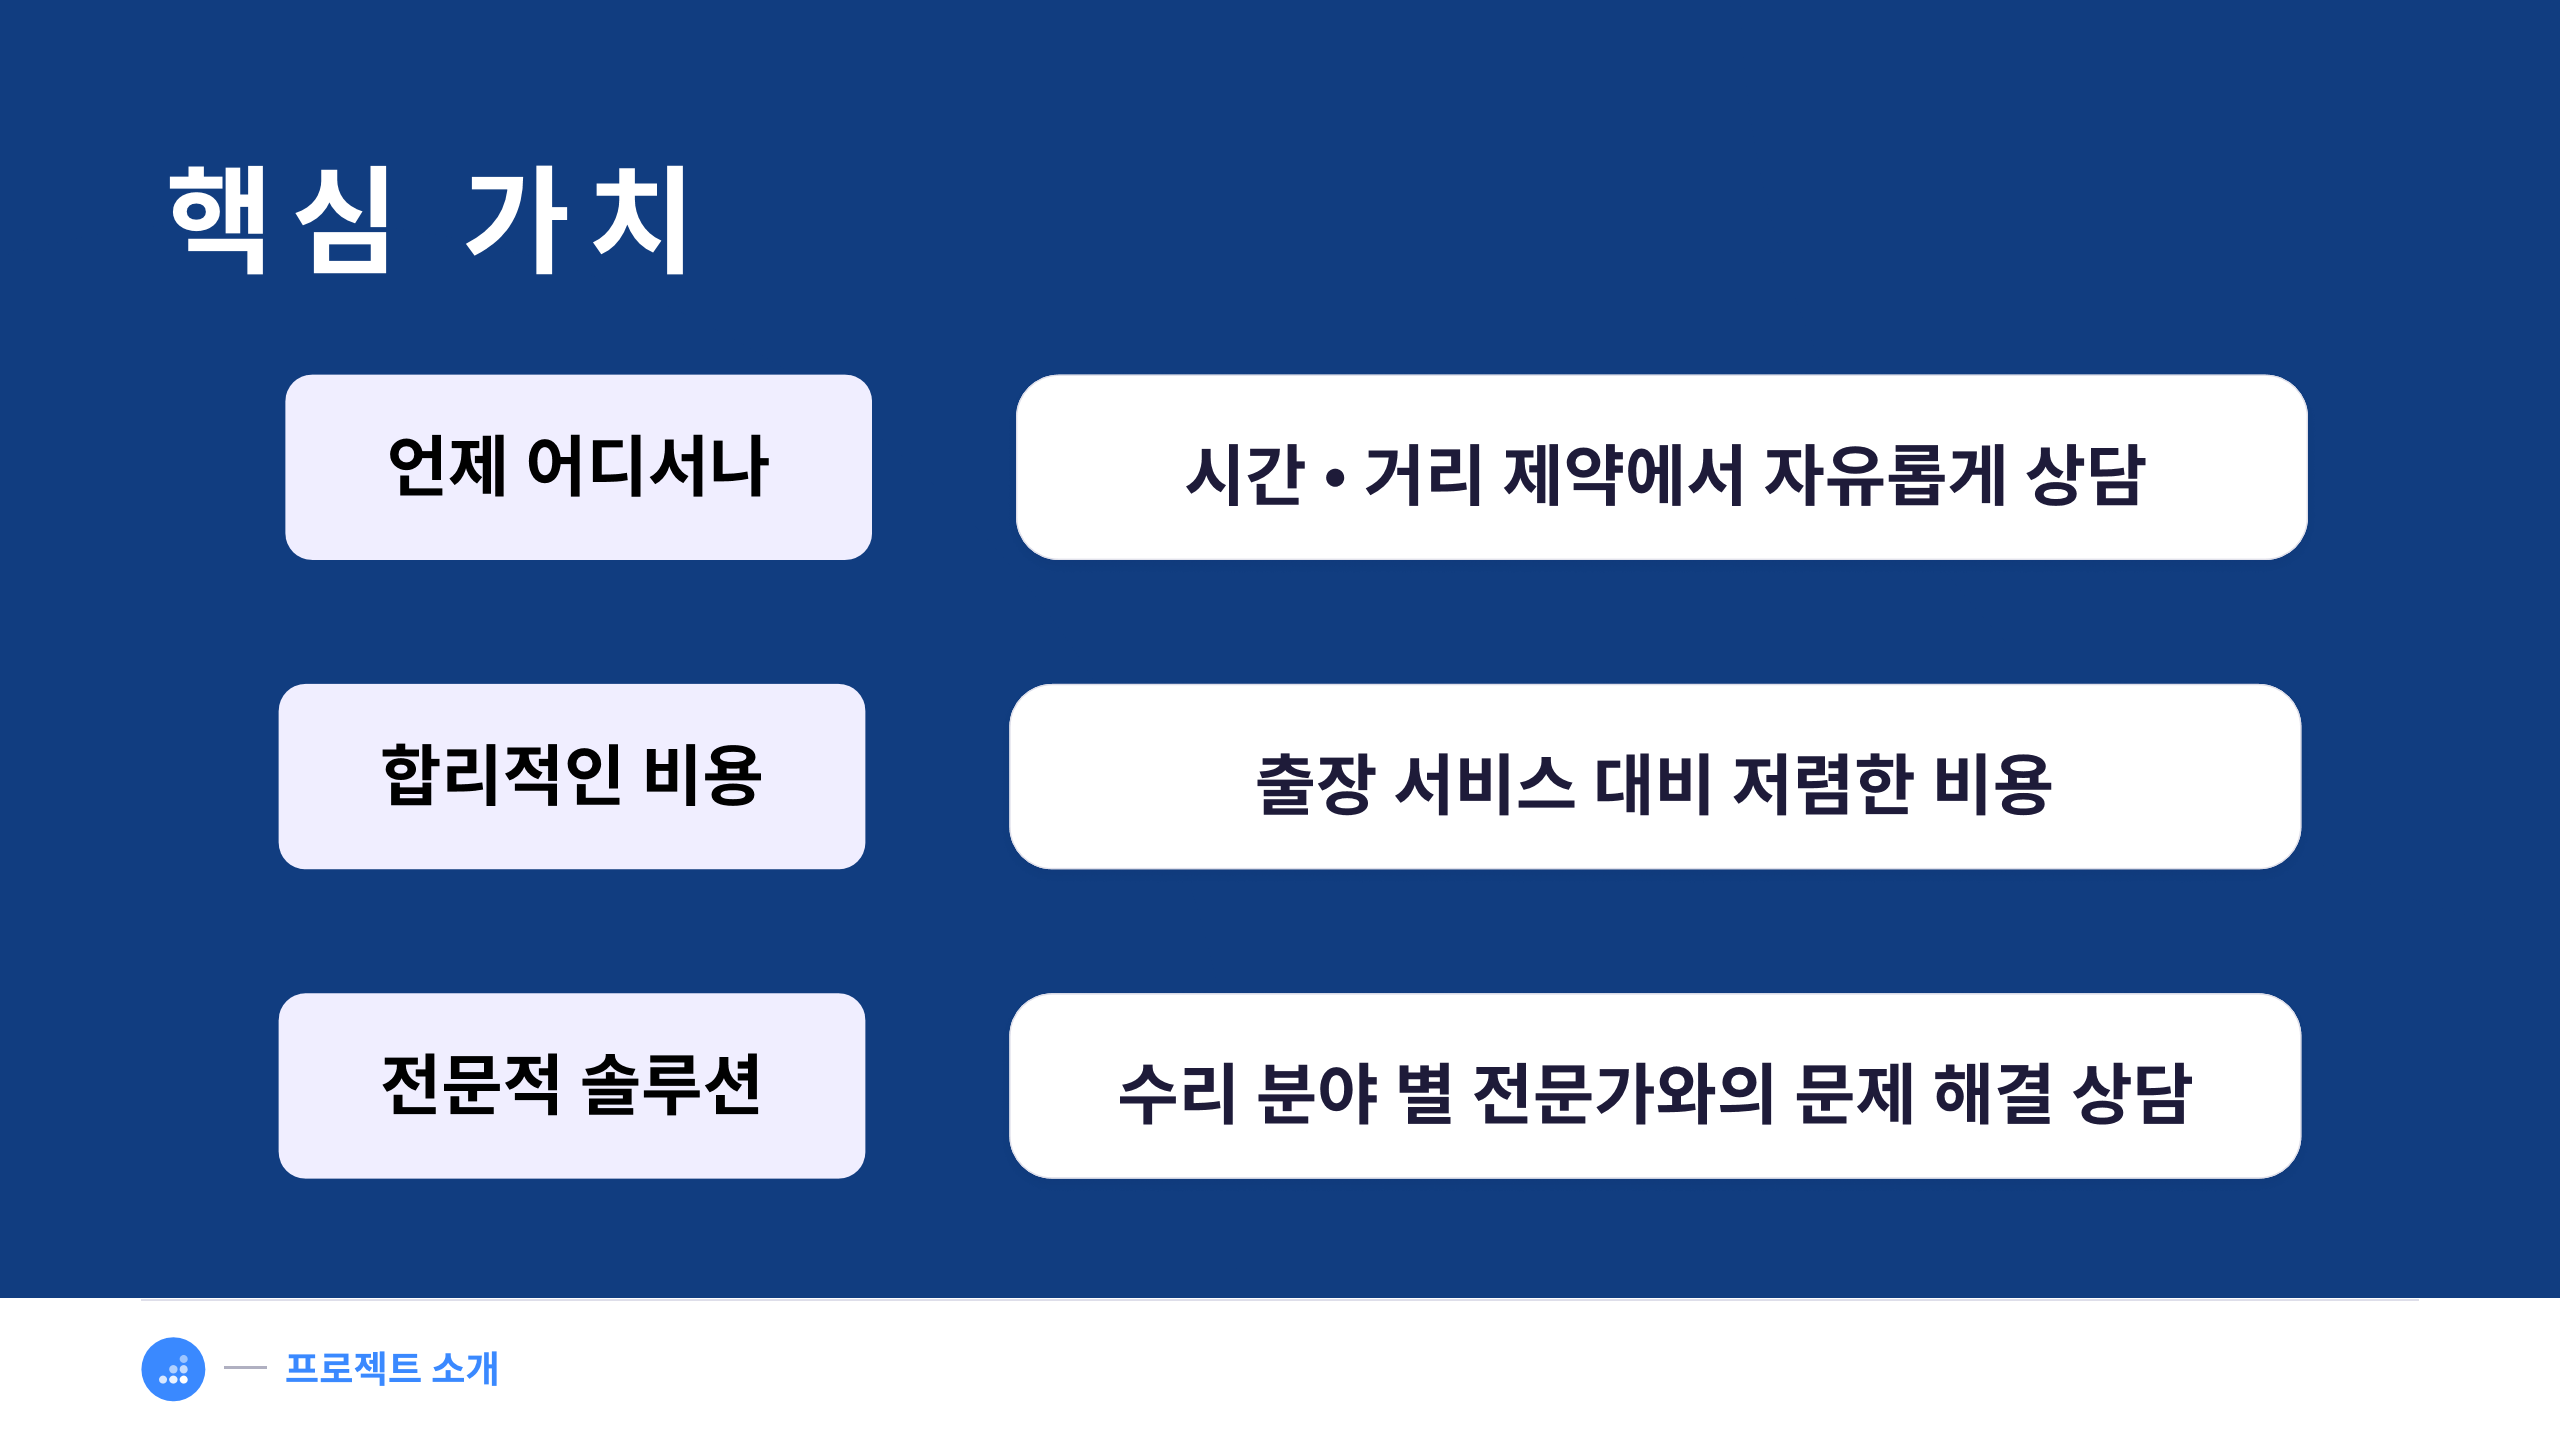 핵심 가치
언제 어디서나
시간 • 거리 제약에서 자유롭게 상담
합리적인 비용
출장 서비스 대비 저렴한 비용
전문적 솔루션
수리 분야 별 전문가와의 문제 해결 상담
프로젝트 소개